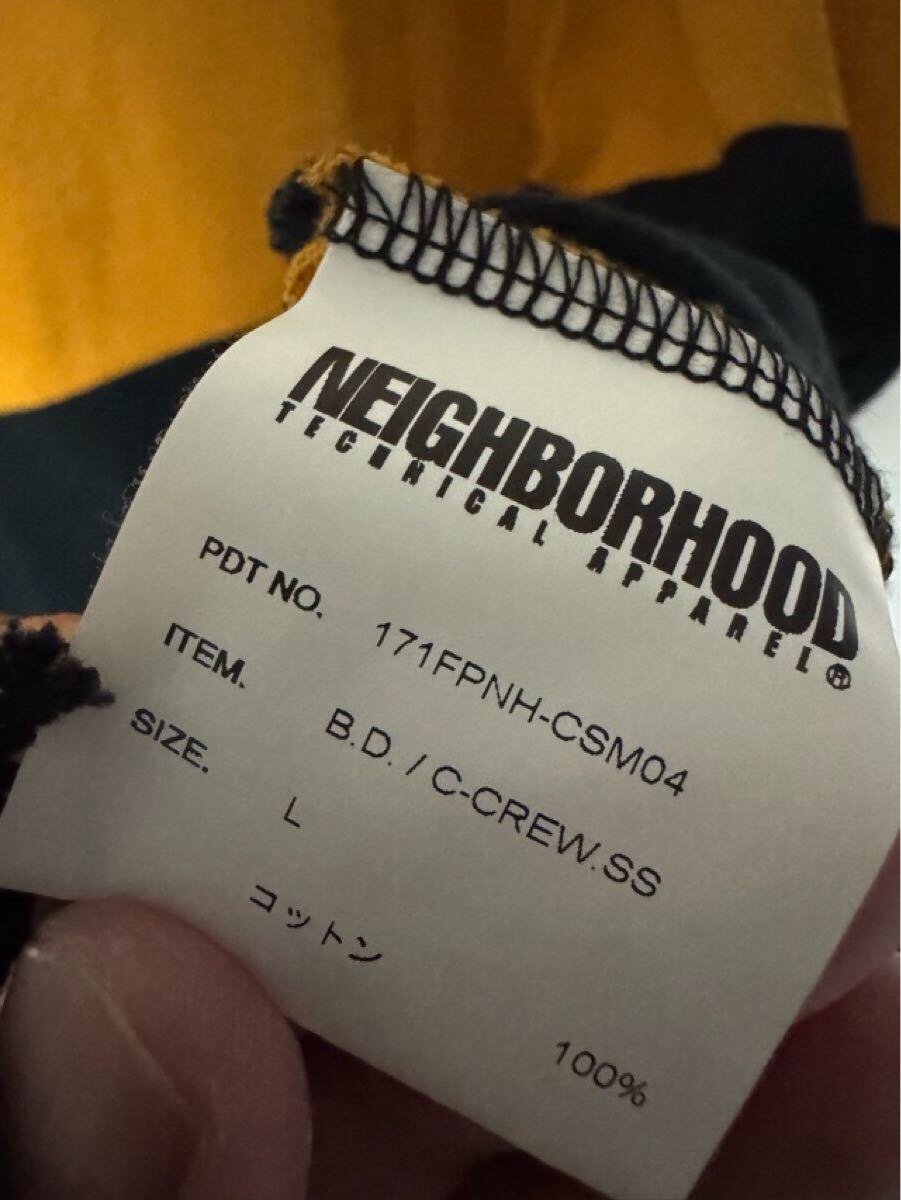 NEIGHBORHOOD
TECHNICAL APPAREL®
PDT NO. 171FPNH-CSM04
ITEM. B.D. / C-CREW.SS
SIZE. L
コットン 100%